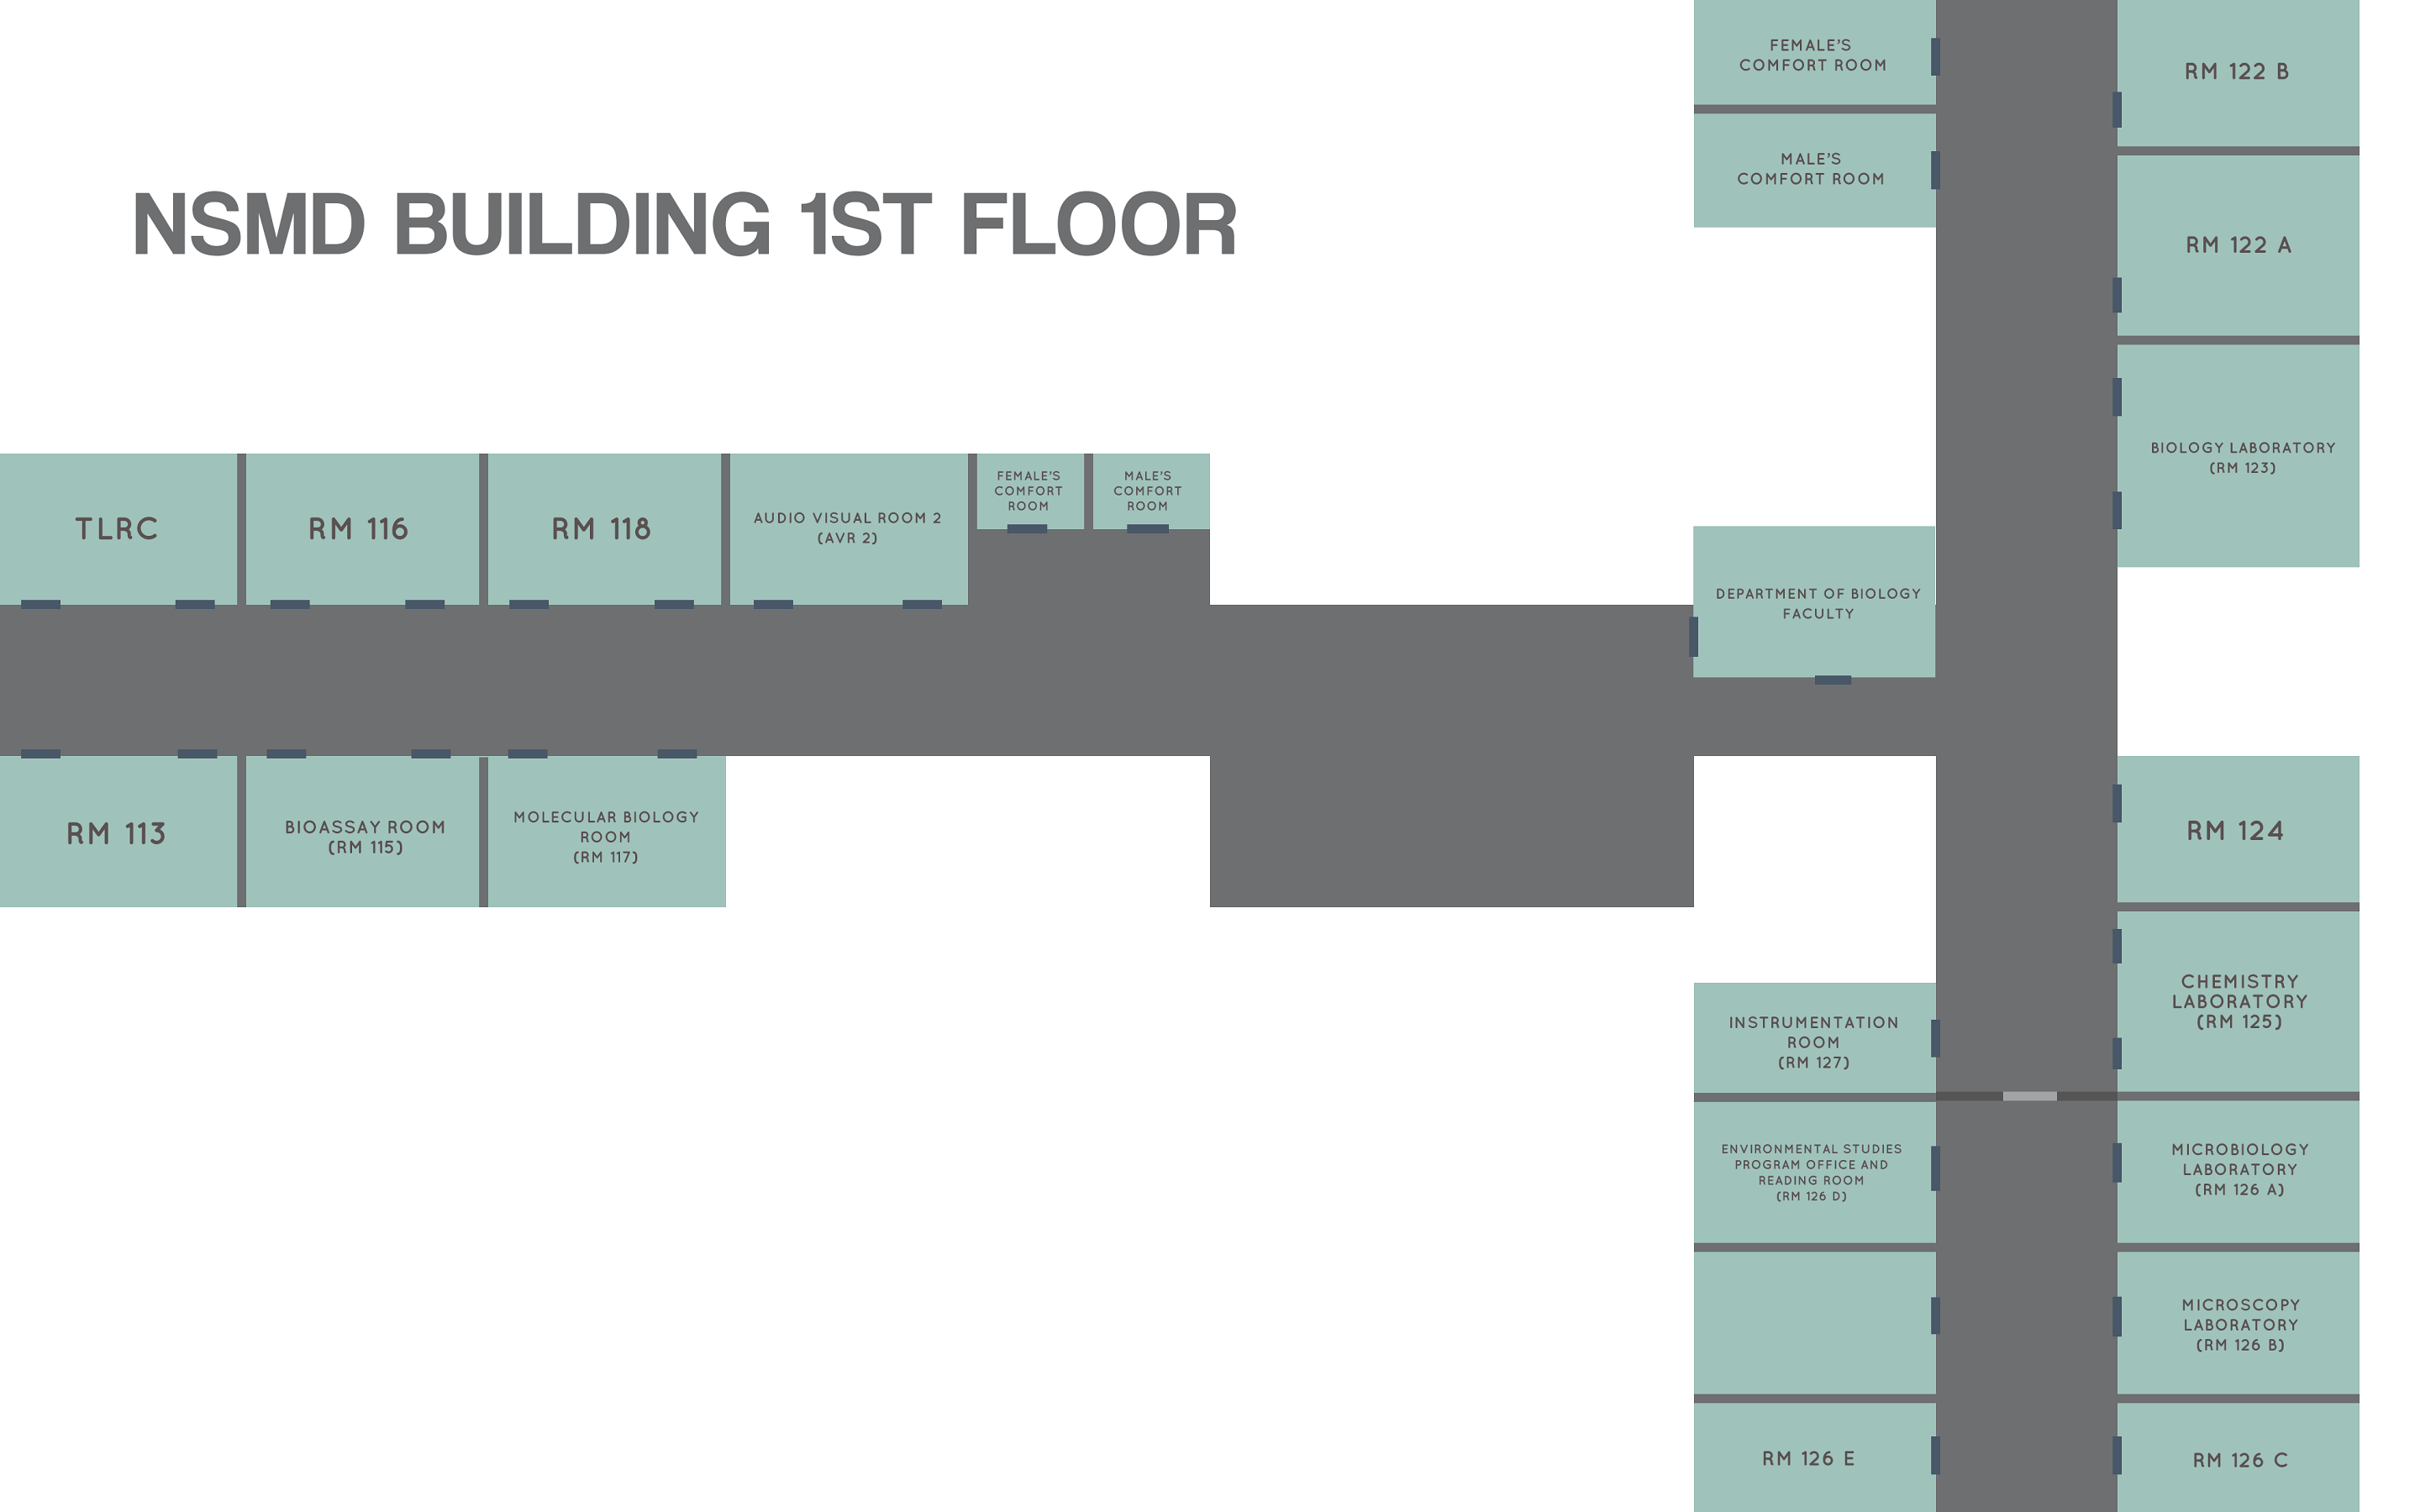 FEMALE'S
COMFORT ROOM
RM 122 B
MALE'S
COMFORT ROOM
NSMD BUILDING 1ST FLOOR
RM 122 A
BIOLOGY LABORATORY
(RM 123)
TLRC
RM 116
RM 118
AUDIO VISUAL ROOM 2
(AVR 2)
FEMALE'S
COMFORT
ROOM
MALE'S
COMFORT
ROOM
DEPARTMENT OF BIOLOGY
FACULTY
RM 113
BIOASSAY ROOM
(RM 115)
MOLECULAR BIOLOGY
ROOM
(RM 117)
RM 124
CHEMISTRY
LABORATORY
(RM 125)
INSTRUMENTATION
ROOM
(RM 127)
ENVIRONMENTAL STUDIES
PROGRAM OFFICE AND
READING ROOM
(RM 126 D)
MICROBIOLOGY
LABORATORY
(RM 126 A)
MICROSCOPY
LABORATORY
(RM 126 B)
RM 126 E
RM 126 C